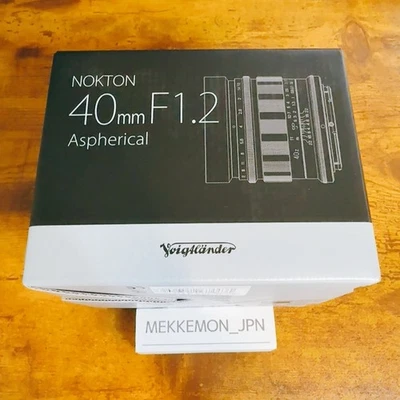 NOKTON
40mm F1.2
Aspherical
Voigtländer
MEKKEMON_JPN